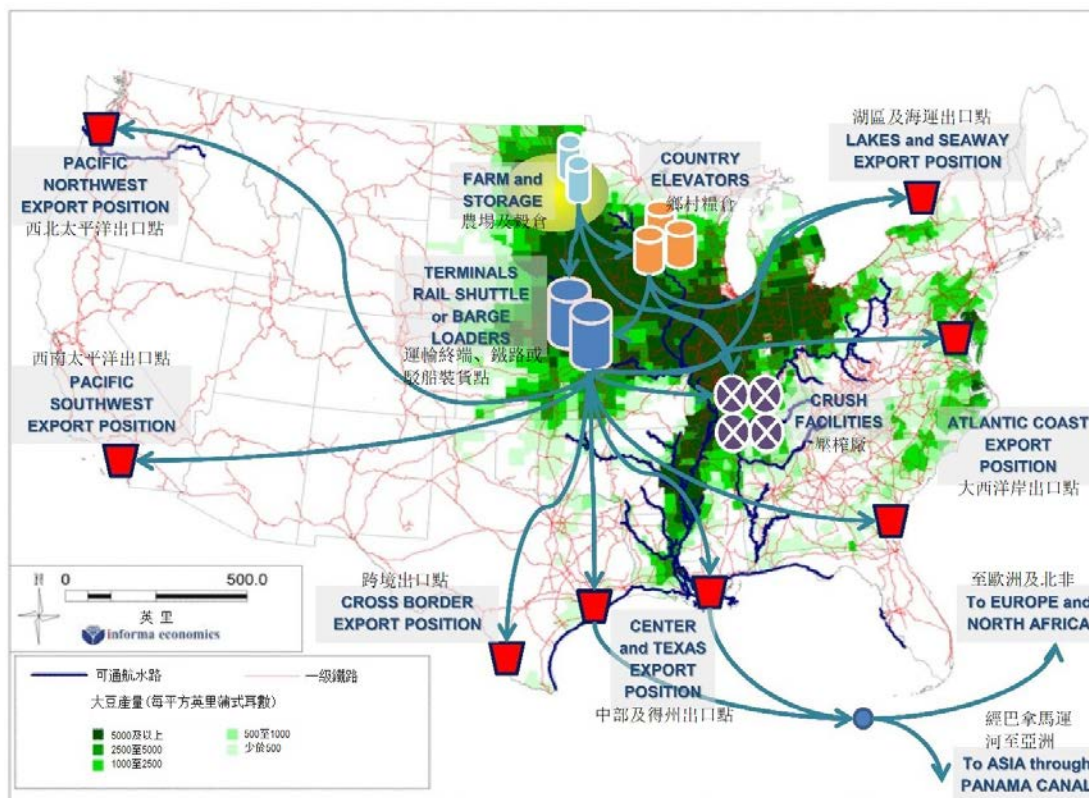 湖區及海運出口點
LAKES and SEAWAY
EXPORT POSITION
PACIFIC
NORTHWEST
EXPORT POSITION
西北太平洋出口點
FARM and
STORAGE
農場及穀倉
COUNTRY
ELEVATORS
鄉村糧倉
TERMINALS
RAIL SHUTTLE
or BARGE
LOADERS
運輸終端、鐵路或
駁船裝貨點
西南太平洋出口點
PACIFIC
SOUTHWEST
EXPORT POSITION
CRUSH
FACILITIES
壓榨廠
ATLANTIC COAST
EXPORT
POSITION
大西洋岸出口點
跨境出口點
CROSS BORDER
EXPORT POSITION
CENTER
and TEXAS
EXPORT
POSITION
中部及得州出口點
至歐洲及北非
To EUROPE and
NORTH AFRICA
經巴拿馬運
河至亞洲
To ASIA through
PANAMA CANAL
N
0 500.0
英里
informa economics
可通航水路 一級鐵路
大豆產量(每平方英里蒲式耳數)
5000及以上 500至1000
2500至5000 少於500
1000至2500